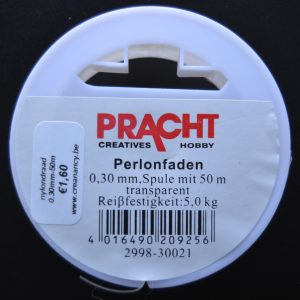 PRACHT
CREATIVES HOBBY
Perlonfaden
0,30 mm,Spule mit 50 m
transparent
Reißfestigkeit:5,0 kg
4 016490 209256
2998-30021
nylondraad
0.30mm-50m
€1,60
www.creanancy.be